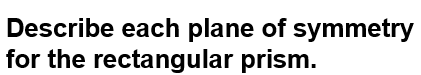 Describe each plane of symmetry
for the rectangular prism.